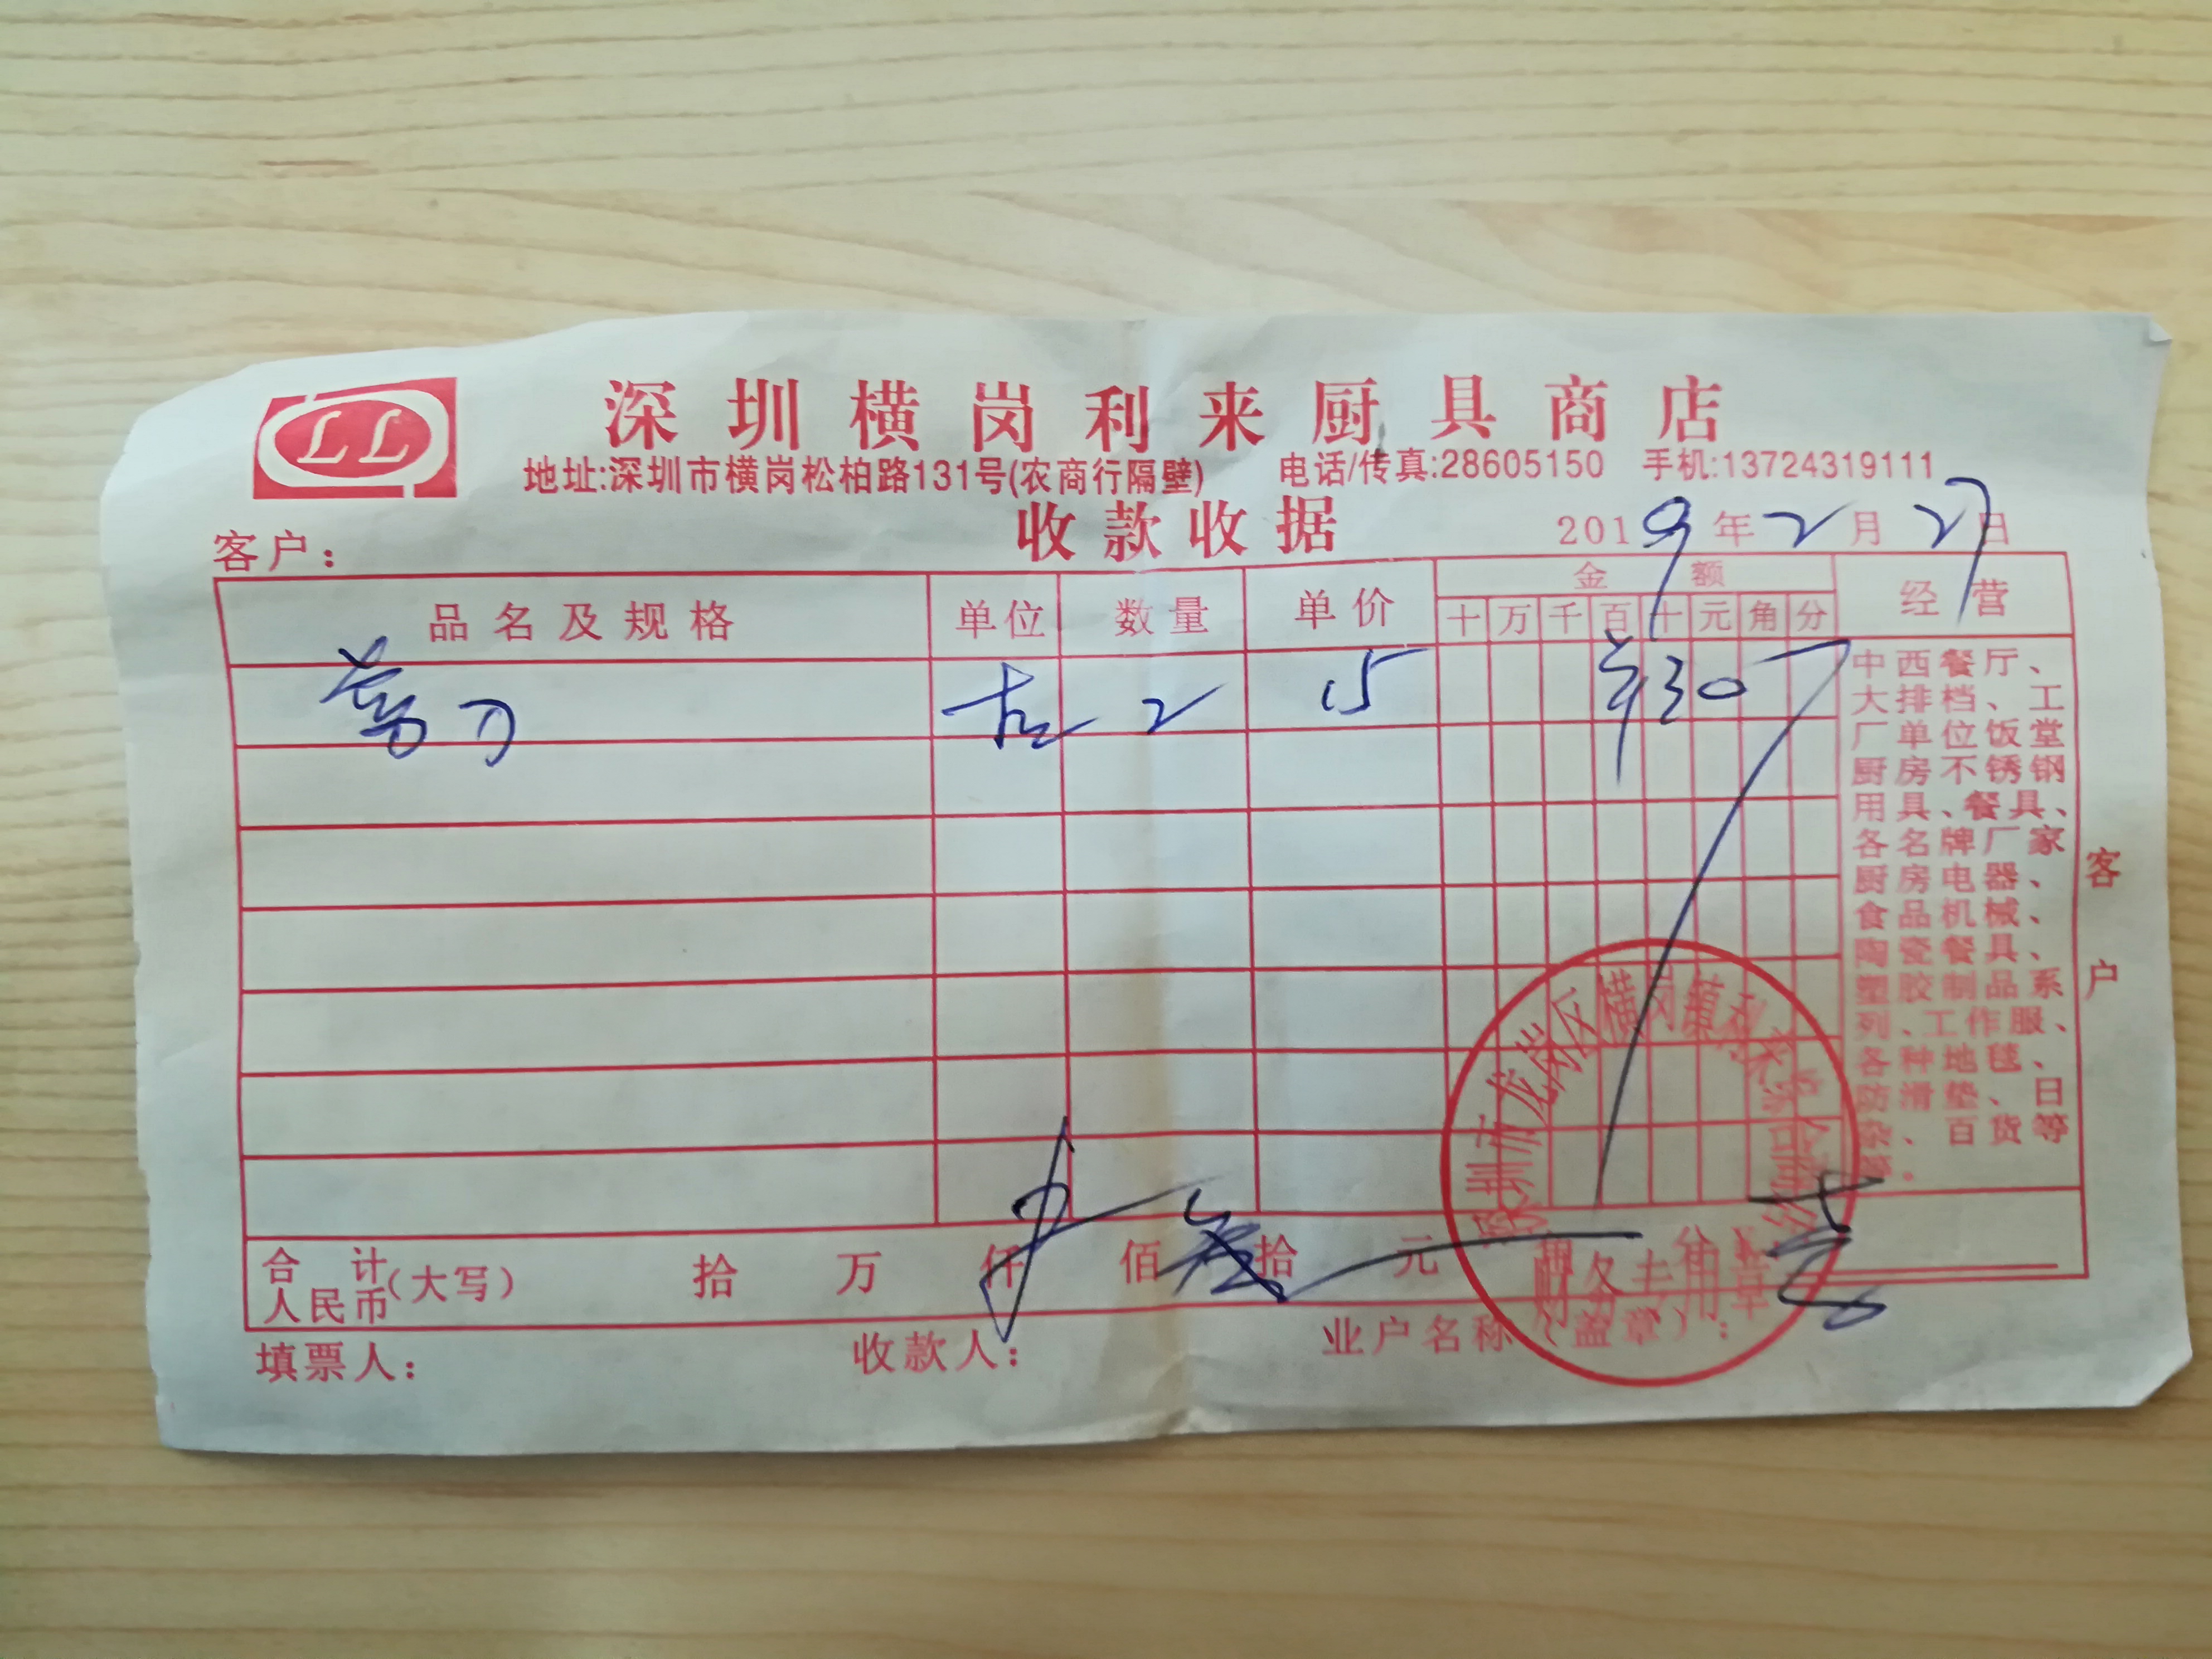 LL
深圳横岗利来厨具商店
地址:深圳市横岗松柏路131号(农商行隔壁) 电话/传真:28605150 手机:13724319111
收款收据
客户: 2019年2月27日
品名及规格 单位 数量 单价 金额 经营
十 万 千 百 十 元 角 分
刀 2 15 ¥30
中西餐厅、
大排档、工
厂单位饭堂
厨房不锈钢
用具、餐具、
各名牌厂家
厨房电器、
食品机械、
陶瓷餐具、
塑胶制品系
列、工作服、
各种地毯、
防滑垫、日
杂、百货等
等。
客户
合计人民币(大写) 拾 万 仟 佰 叁拾 元 角 分 ¥
填票人: 收款人: 业户名称(盖章):
市龙岗区横岗镇利来
财务专用章